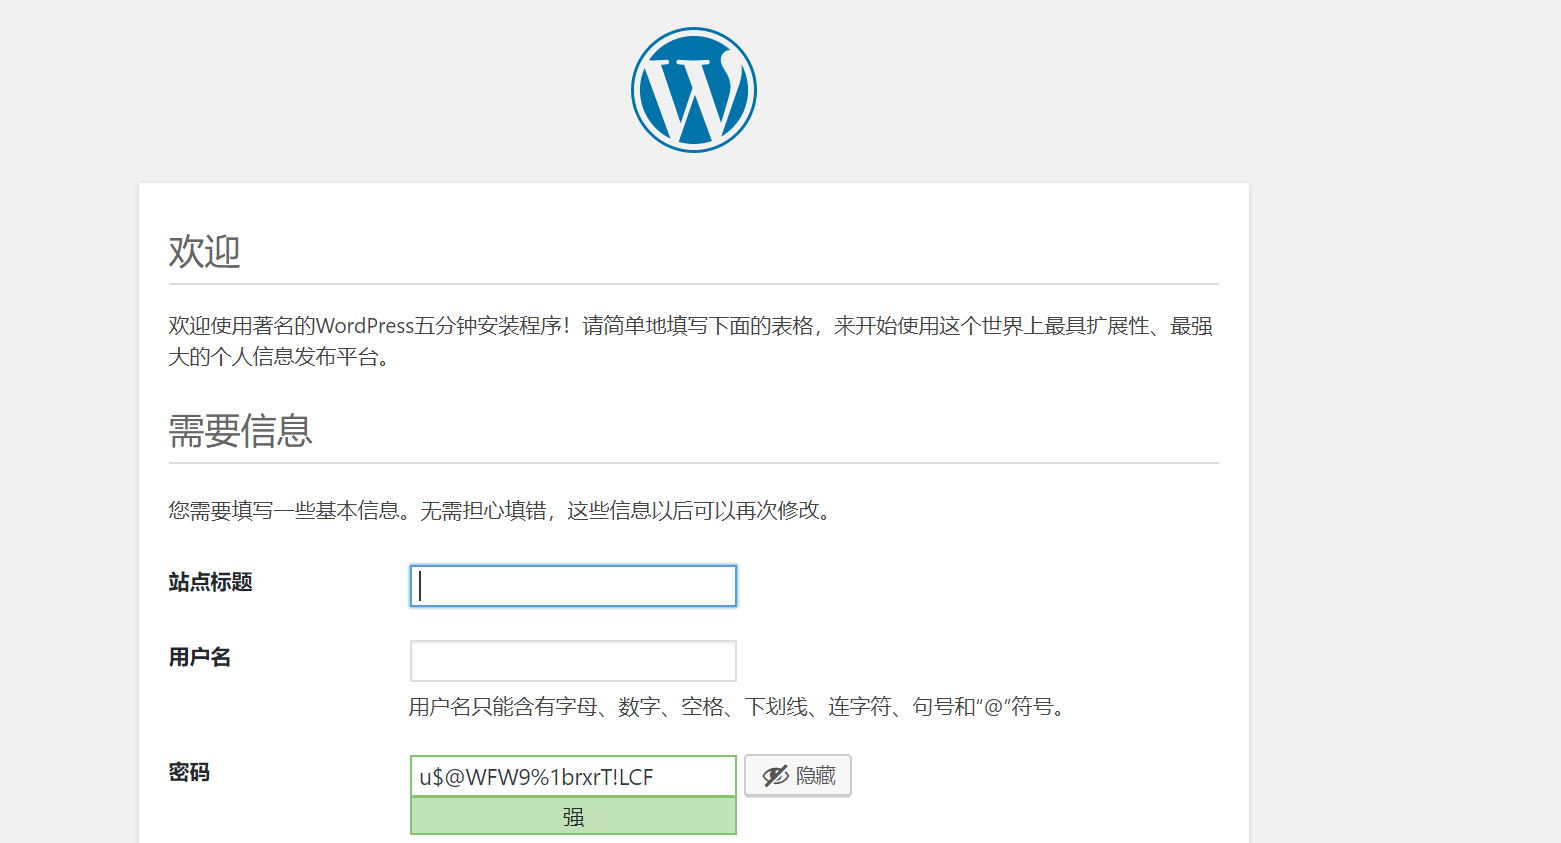 欢迎
欢迎使用著名的WordPress五分钟安装程序！请简单地填写下面的表格，来开始使用这个世界上最具扩展性、最强
大的个人信息发布平台。
需要信息
您需要填写一些基本信息。无需担心填错，这些信息以后可以再次修改。
站点标题
用户名
用户名只能含有字母、数字、空格、下划线、连字符、句号和“@”符号。
密码 u$@WFW9%1brxrT!LCF 隐藏
强